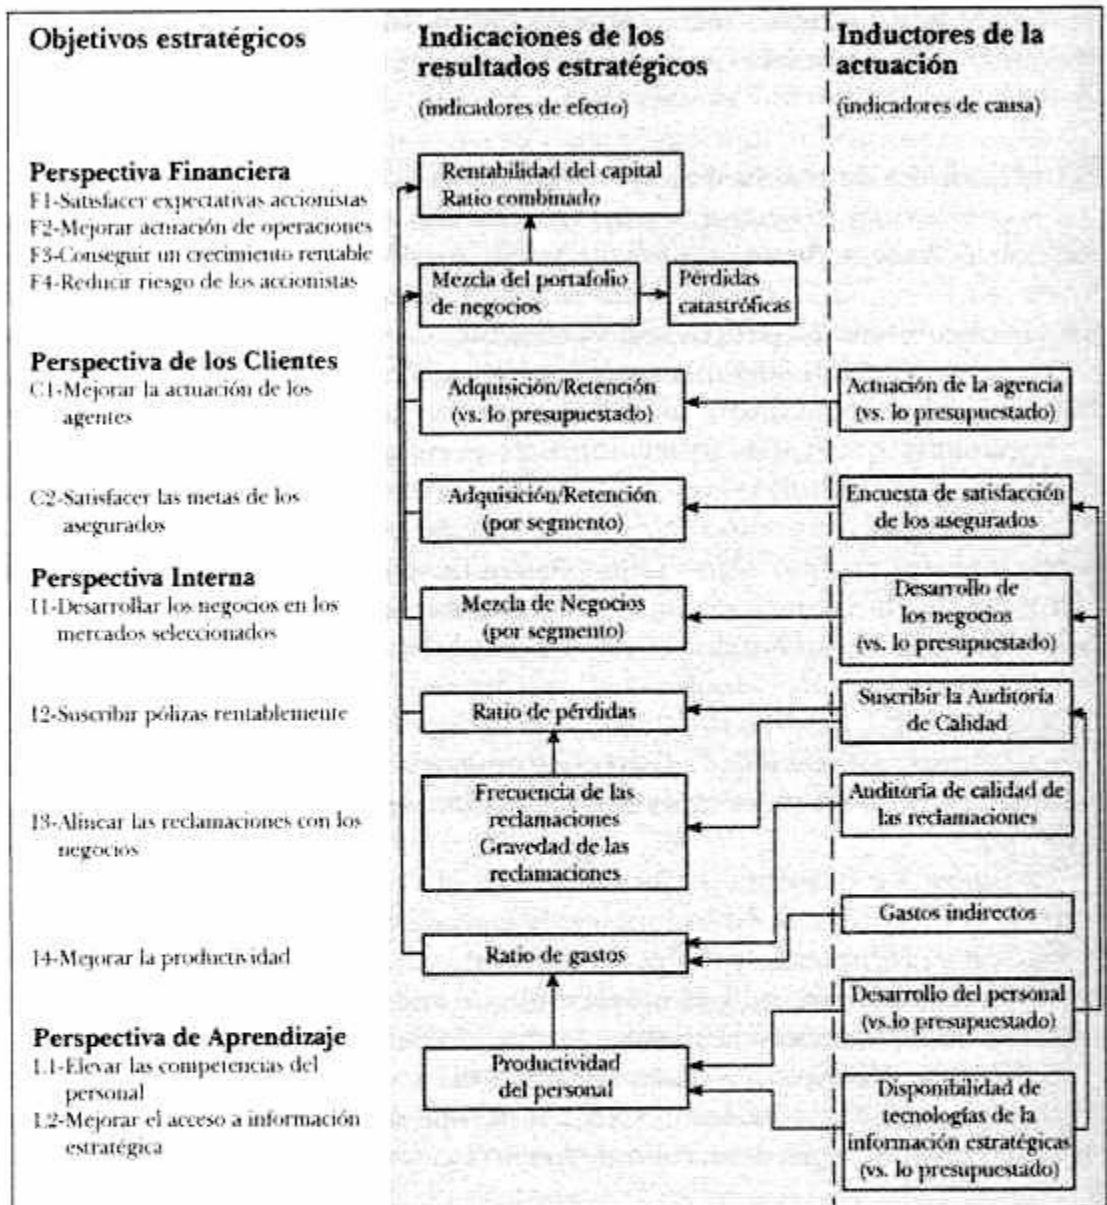 Objetivos estratégicos
Indicaciones de los
resultados estratégicos
(indicadores de efecto)
Inductores de la
actuación
(indicadores de causa)
Perspectiva Financiera
F1-Satisfacer expectativas accionistas
F2-Mejorar actuación de operaciones
F3-Conseguir un crecimiento rentable
F4-Reducir riesgo de los accionistas
Rentabilidad del capital
Ratio combinado
Mezcla del portafolio
de negocios
Pérdidas
catastróficas
Perspectiva de los Clientes
C1-Mejorar la actuación de los
agentes
Adquisición/Retención
(vs. lo presupuestado)
Actuación de la agencia
(vs. lo presupuestado)
C2-Satisfacer las metas de los
asegurados
Adquisición/Retención
(por segmento)
Encuesta de satisfacción
de los asegurados
Perspectiva Interna
I1-Desarrollar los negocios en los
mercados seleccionados
Mezcla de Negocios
(por segmento)
Desarrollo de
los negocios
(vs. lo presupuestado)
I2-Suscribir pólizas rentablemente
Ratio de pérdidas
Suscribir la Auditoría
de Calidad
I3-Alinear las reclamaciones con los
negocios
Frecuencia de las
reclamaciones
Gravedad de las
reclamaciones
Auditoría de calidad de
las reclamaciones
Gastos indirectos
I4-Mejorar la productividad
Ratio de gastos
Desarrollo del personal
(vs.lo presupuestado)
Perspectiva de Aprendizaje
L1-Elevar las competencias del
personal
L2-Mejorar el acceso a información
estratégica
Productividad
del personal
Disponibilidad de
tecnologías de la
información estratégicas
(vs. lo presupuestado)